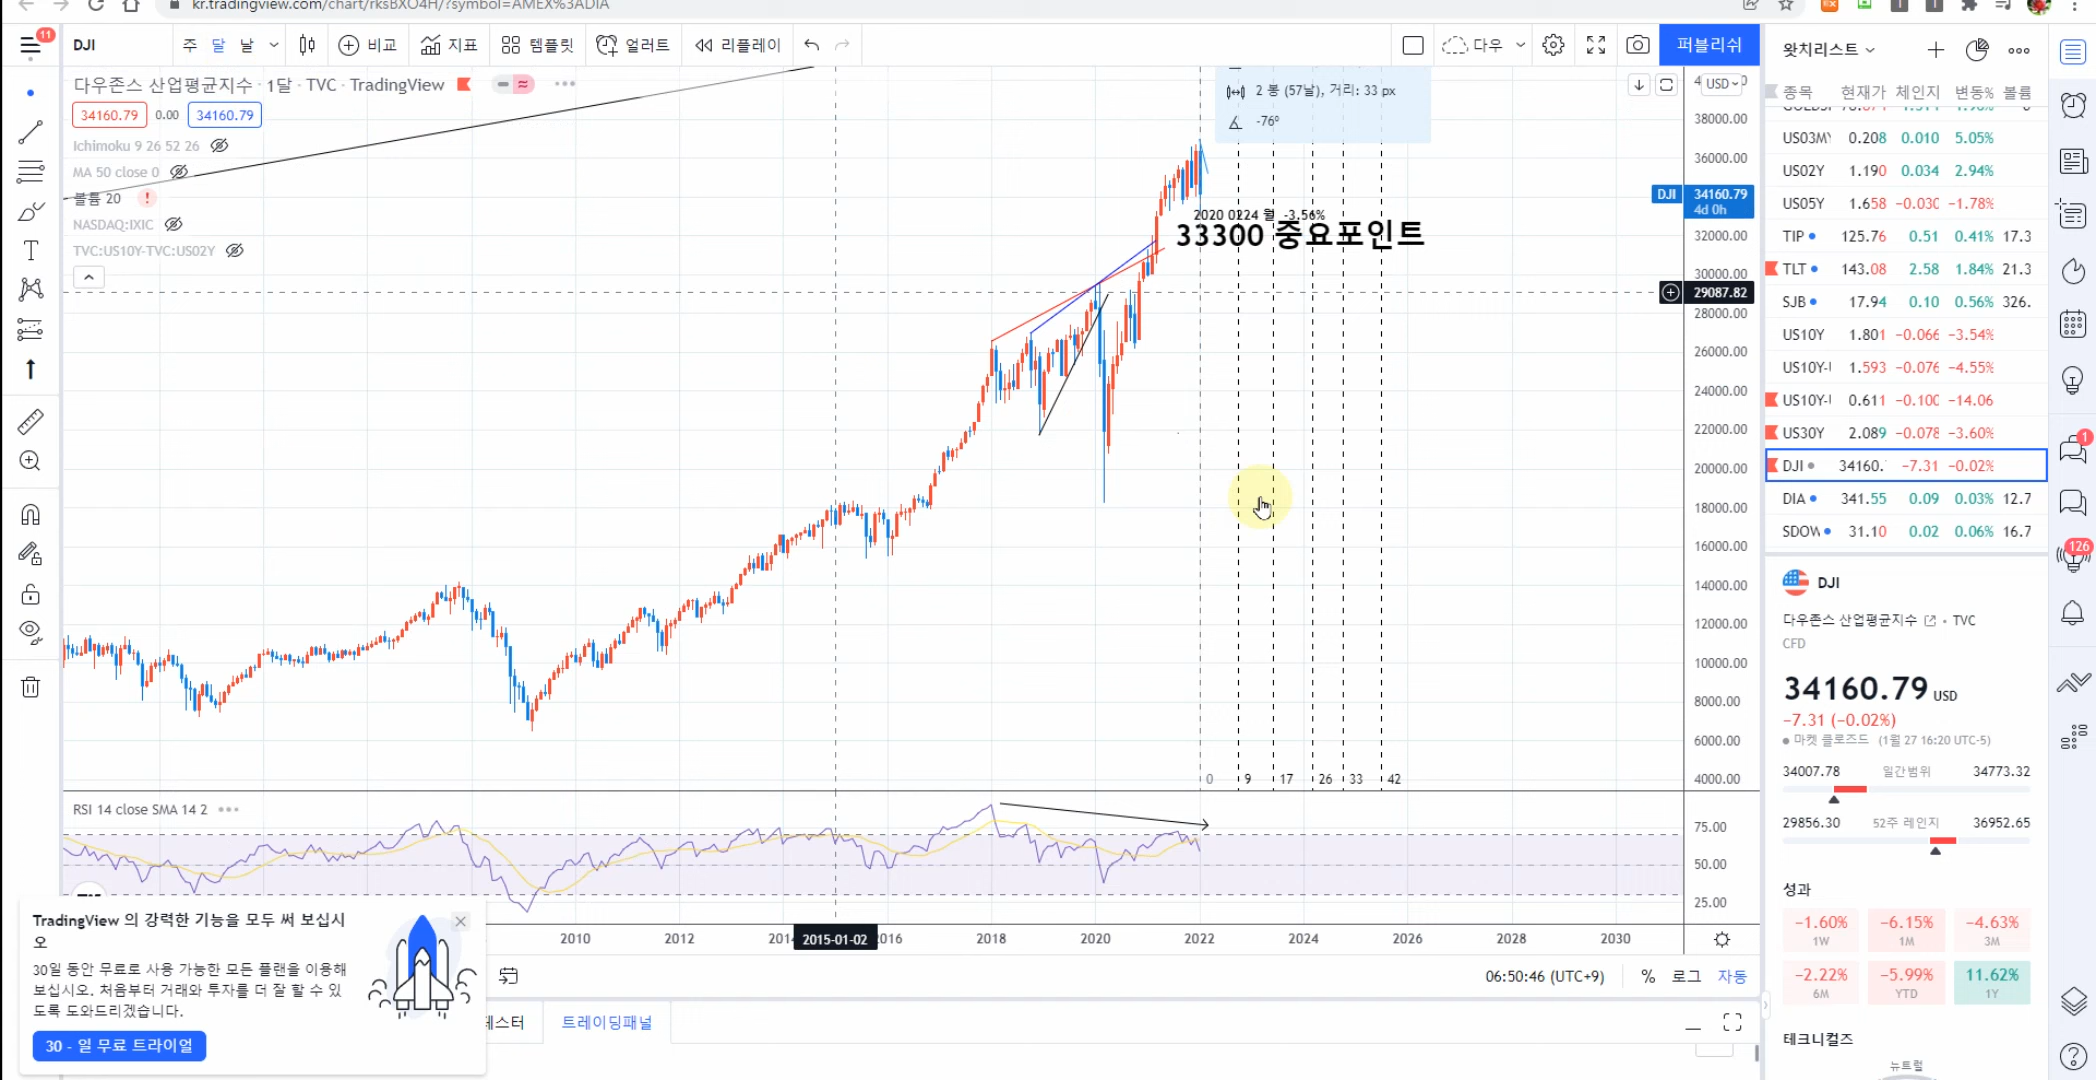 kr.tradingview.com/chart/rksBXO4H/?symbol=AMEX%3ADIA
11
DJI
주 달 날
비교
지표
템플릿
얼러트
리플레이
다우
퍼블리쉬
다우존스 산업평균지수 · 1달 · TVC · TradingView
34160.79 0.00 34160.79
Ichimoku 9 26 52 26
MA 50 close 0
볼륨 20
NASDAQ:IXIC
TVC:US10Y-TVC:US02Y
2 봉 (57날), 거리: 33 px
-76º
2020 0224 월 -3.56%
33300 중요포인트
USD
38000.00
36000.00
DJI 34160.79
4d 0h
32000.00
30000.00
29087.82
28000.00
26000.00
24000.00
22000.00
20000.00
18000.00
16000.00
14000.00
12000.00
10000.00
8000.00
6000.00
4000.00
0 9 17 26 33 42
RSI 14 close SMA 14 2
75.00
50.00
25.00
2010 2012 2015-01-02 2016 2018 2020 2022 2024 2026 2028 2030
06:50:46 (UTC+9) % 로그 자동
트레이딩패널
TradingView 의 강력한 기능을 모두 써 보십시
오
30일 동안 무료로 사용 가능한 모든 플랜을 이용해
보십시오. 처음부터 거래와 투자를 더 잘 할 수 있
도록 도와드리겠습니다.
30 - 일 무료 트라이얼
왓치리스트
종목 현재가 체인지 변동% 볼륨
US03MY 0.208 0.010 5.05%
US02Y 1.190 0.034 2.94%
US05Y 1.658 -0.030 -1.78%
TIP 125.76 0.51 0.41% 17.3
TLT 143.08 2.58 1.84% 21.3
SJB 17.94 0.10 0.56% 326.
US10Y 1.801 -0.066 -3.54%
US10Y-I 1.593 -0.076 -4.55%
US10Y-I 0.611 -0.100 -14.06
US30Y 2.089 -0.078 -3.60%
DJI 34160. -7.31 -0.02%
DIA 341.55 0.09 0.03% 12.7
SDOW 31.10 0.02 0.06% 16.7
DJI
다우존스 산업평균지수 • TVC
CFD
34160.79 USD
-7.31 (-0.02%)
마켓 클로즈드 (1월 27 16:20 UTC-5)
34007.78 일간범위 34773.32
29856.30 52주 레인지 36952.65
성과
-1.60% -6.15% -4.63%
1W 1M 3M
-2.22% -5.99% 11.62%
6M YTD 1Y
테크니컬즈
뉴트럴
1
126